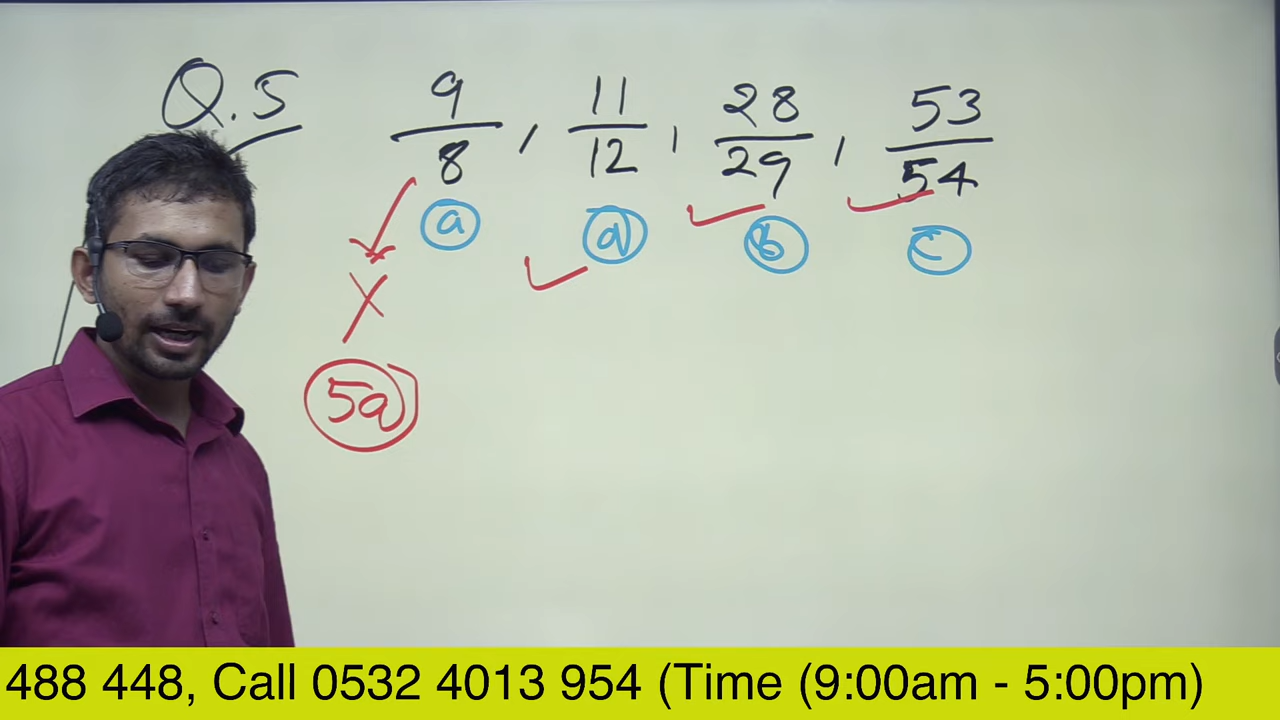 Q.5 9/8, 11/12, 28/29, 53/54
a d b c
5a)
488 448, Call 0532 4013 954 (Time (9:00am - 5:00pm)